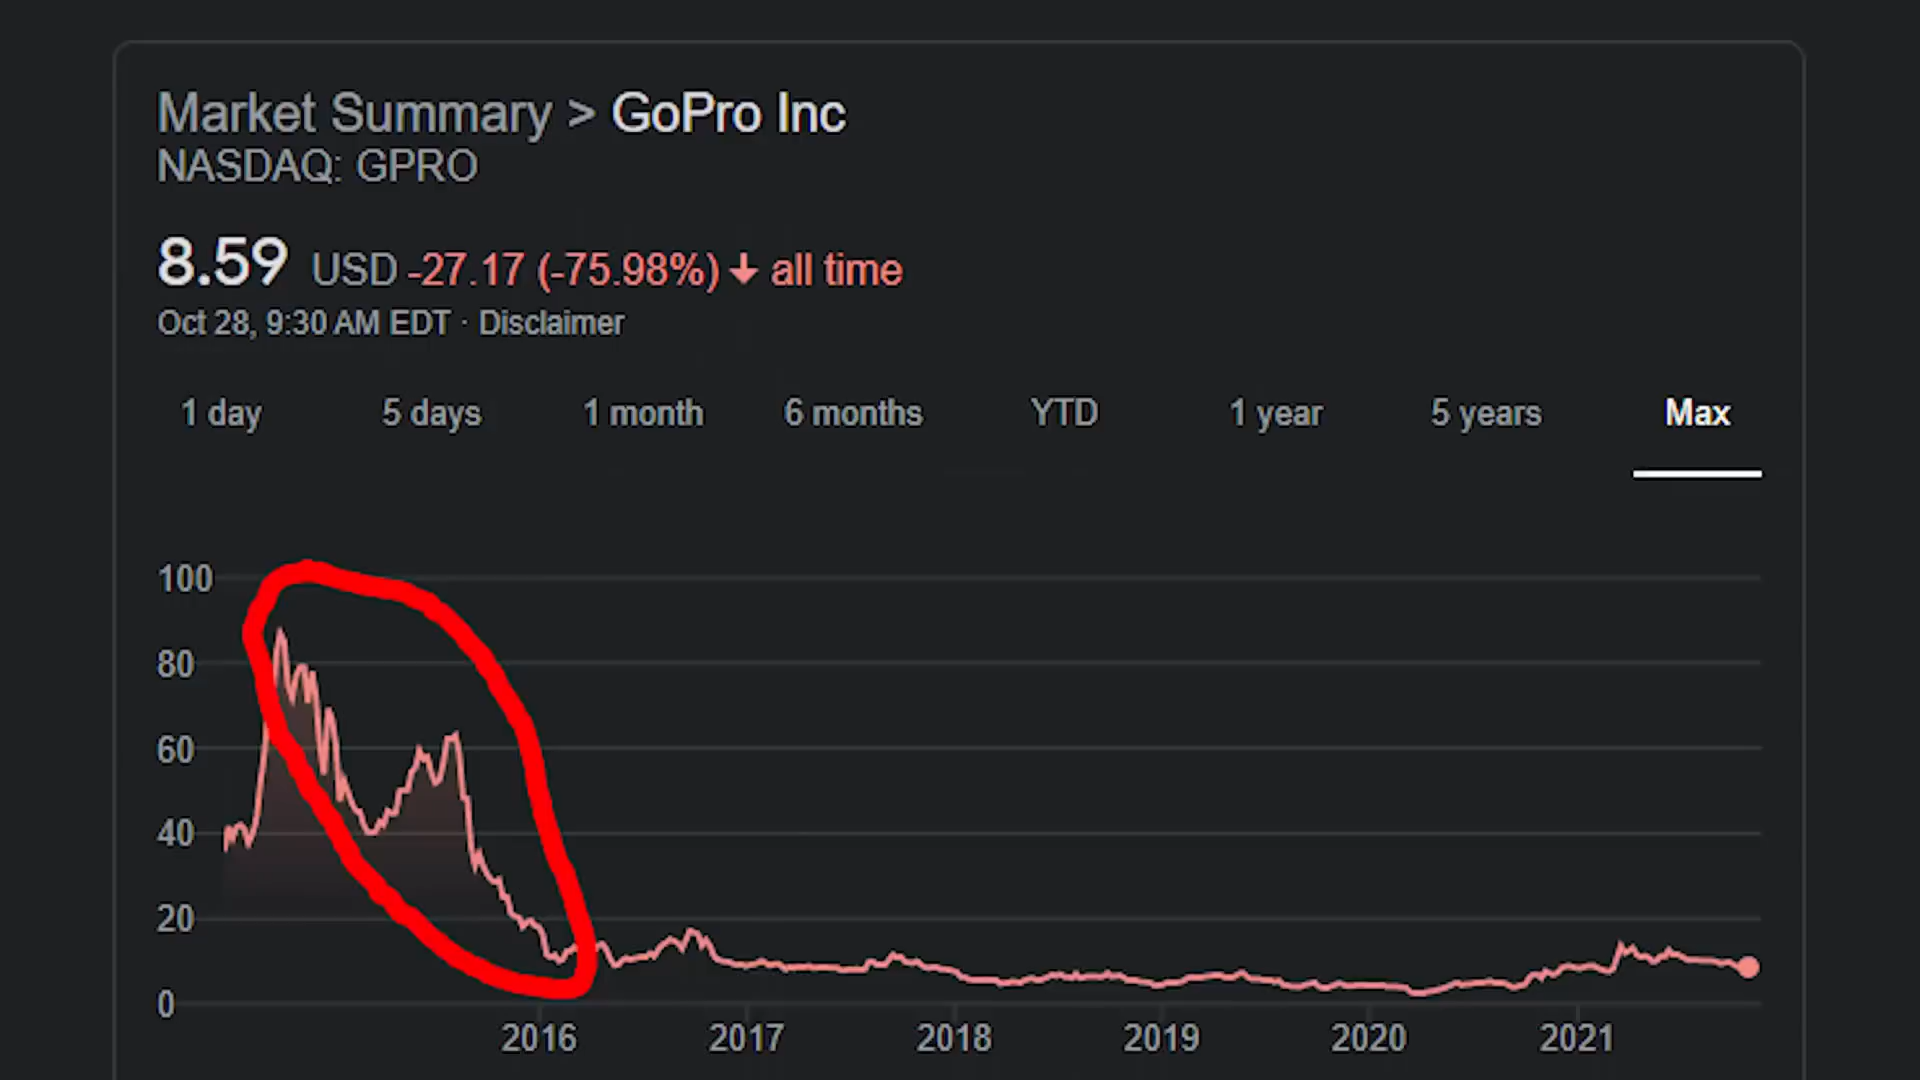 Market Summary > GoPro Inc
NASDAQ: GPRO
8.59 USD -27.17 (-75.98%) ↓ all time
Oct 28, 9:30 AM EDT · Disclaimer
1 day 5 days 1 month 6 months YTD 1 year 5 years Max
100
80
60
40
20
0
2016 2017 2018 2019 2020 2021